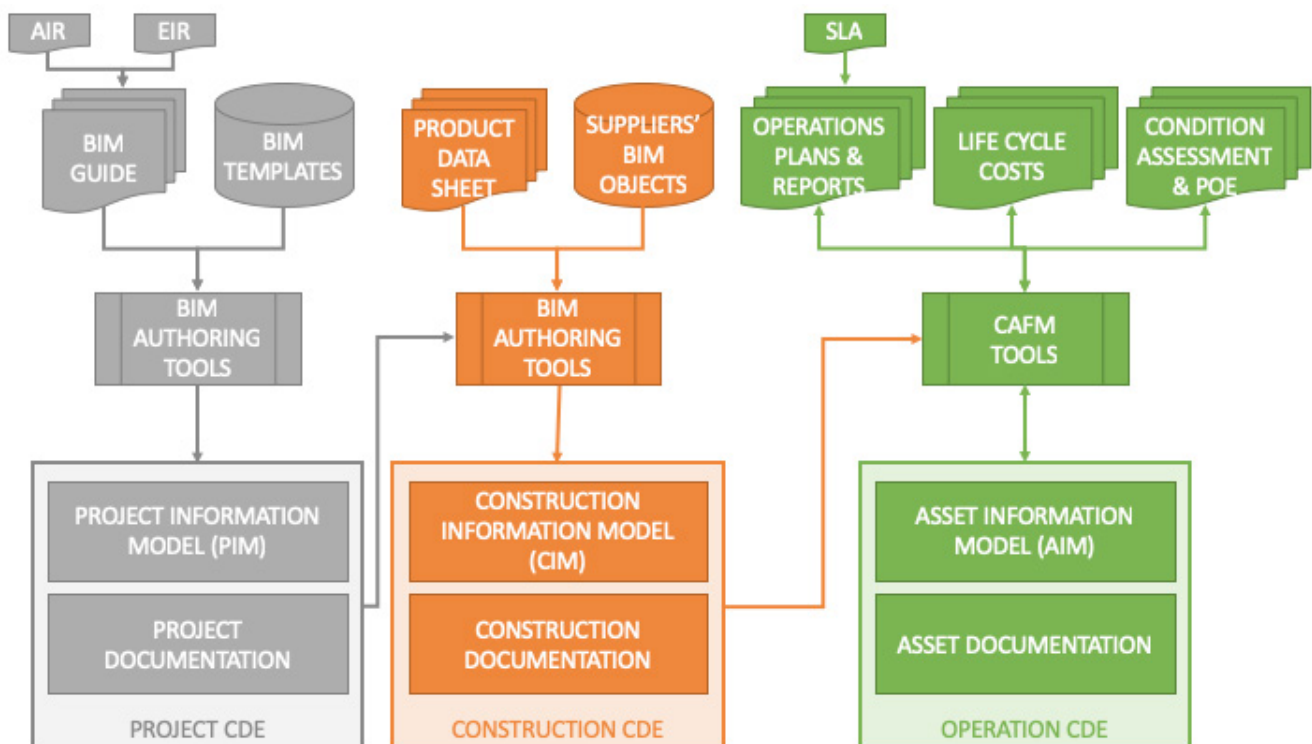 AIR
EIR
SLA
BIM
GUIDE
BIM
TEMPLATES
PRODUCT
DATA
SHEET
SUPPLIERS'
BIM
OBJECTS
OPERATIONS
PLANS &
REPORTS
LIFE CYCLE
COSTS
CONDITION
ASSESSMENT
& POE
BIM
AUTHORING
TOOLS
BIM
AUTHORING
TOOLS
CAFM
TOOLS
PROJECT INFORMATION
MODEL (PIM)
CONSTRUCTION
INFORMATION MODEL
(CIM)
ASSET INFORMATION
MODEL (AIM)
PROJECT
DOCUMENTATION
CONSTRUCTION
DOCUMENTATION
ASSET DOCUMENTATION
PROJECT CDE
CONSTRUCTION CDE
OPERATION CDE